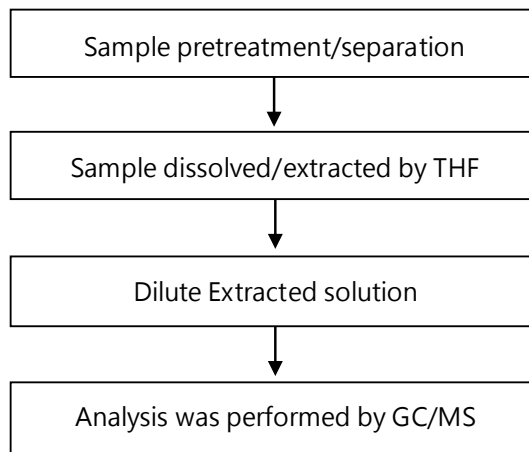 Sample pretreatment/separation
Sample dissolved/extracted by THF
Dilute Extracted solution
Analysis was performed by GC/MS